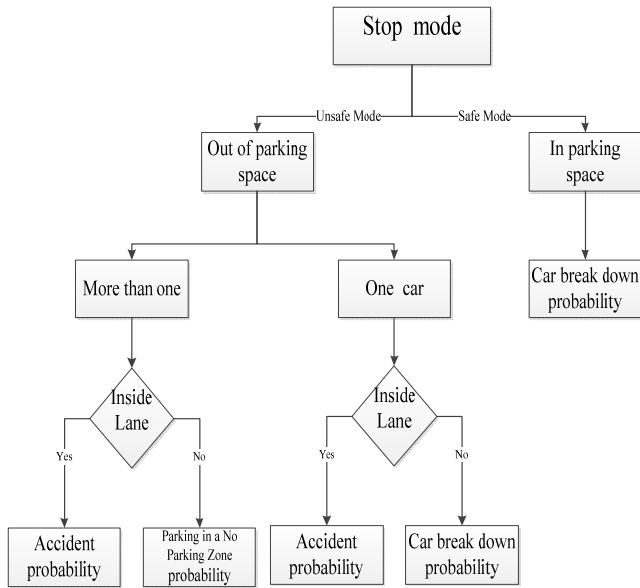 Stop mode
Unsafe Mode
Safe Mode
Out of parking
space
In parking
space
More than one
One car
Car break down
probability
Inside
Lane
Inside
Lane
Yes
No
Yes
No
Accident
probability
Parking in a No
Parking Zone
probability
Accident
probability
Car break down
probability